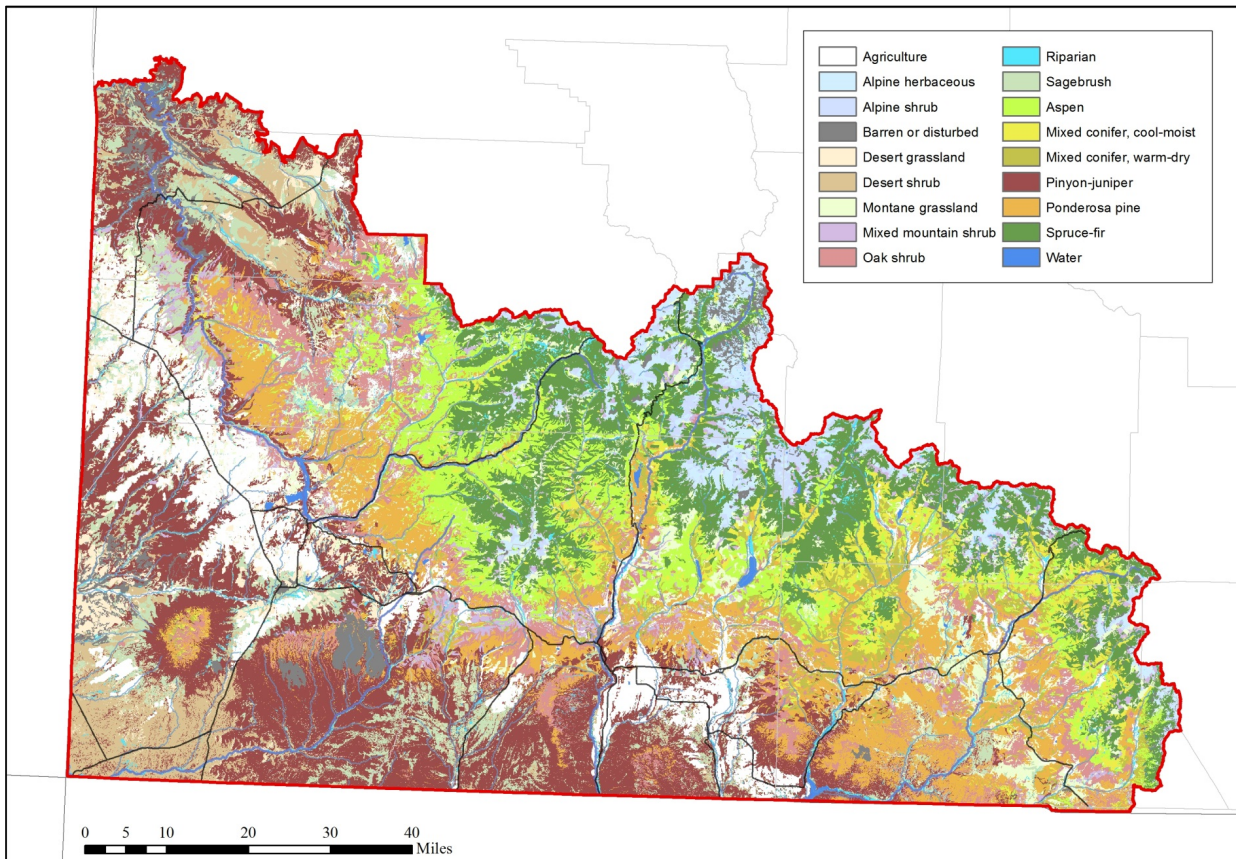 Agriculture
Alpine herbaceous
Alpine shrub
Barren or disturbed
Desert grassland
Desert shrub
Montane grassland
Mixed mountain shrub
Oak shrub
Riparian
Sagebrush
Aspen
Mixed conifer, cool-moist
Mixed conifer, warm-dry
Pinyon-juniper
Ponderosa pine
Spruce-fir
Water
0 5 10 20 30 40
Miles